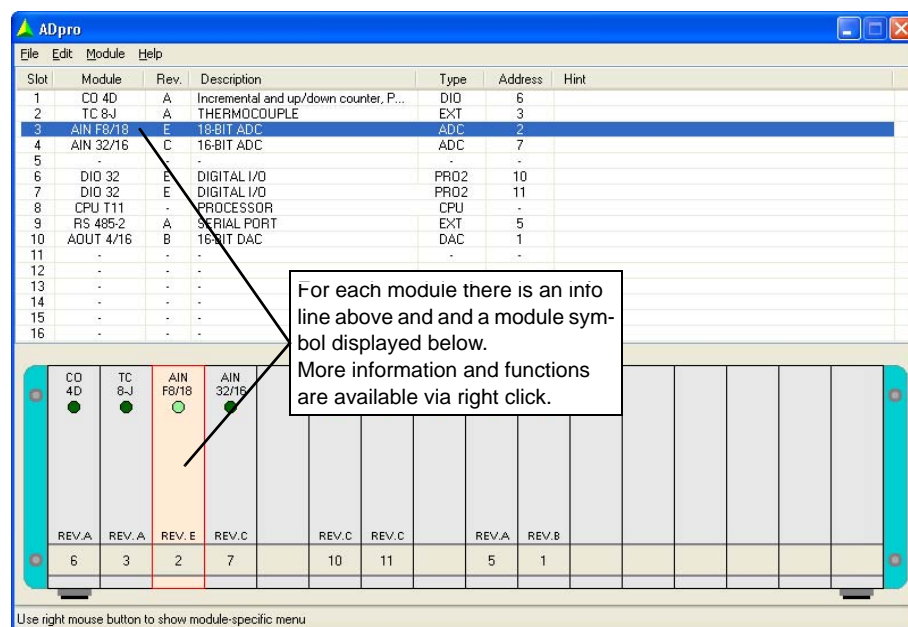 ADpro
File Edit Module Help
Slot Module Rev. Description Type Address Hint
1 CO 4D A Incremental and up/down counter, P... DIO 6
2 TC 8-J A THERMOCOUPLE EXT 3
3 AIN F8/18 E 18-BIT ADC ADC 2
4 AIN 32/16 C 16-BIT ADC ADC 7
5 - - - - -
6 DIO 32 E DIGITAL I/O PRO2 10
7 DIO 32 E DIGITAL I/O PRO2 11
8 CPU T11 - PROCESSOR CPU -
9 RS 485-2 A SERIAL PORT EXT 5
10 AOUT 4/16 B 16-BIT DAC DAC 1
11 - - - - -
12 - - -
13 - - -
14 - - -
15 - - -
16 - - -
For each module there is an info
line above and and a module sym-
bol displayed below.
More information and functions
are available via right click.
CO TC AIN AIN
4D 8-J F8/18 32/16
REV.A REV.A REV.E REV.C REV.C REV.C REV.A REV.B
6 3 2 7 10 11 5 1
Use right mouse button to show module-specific menu